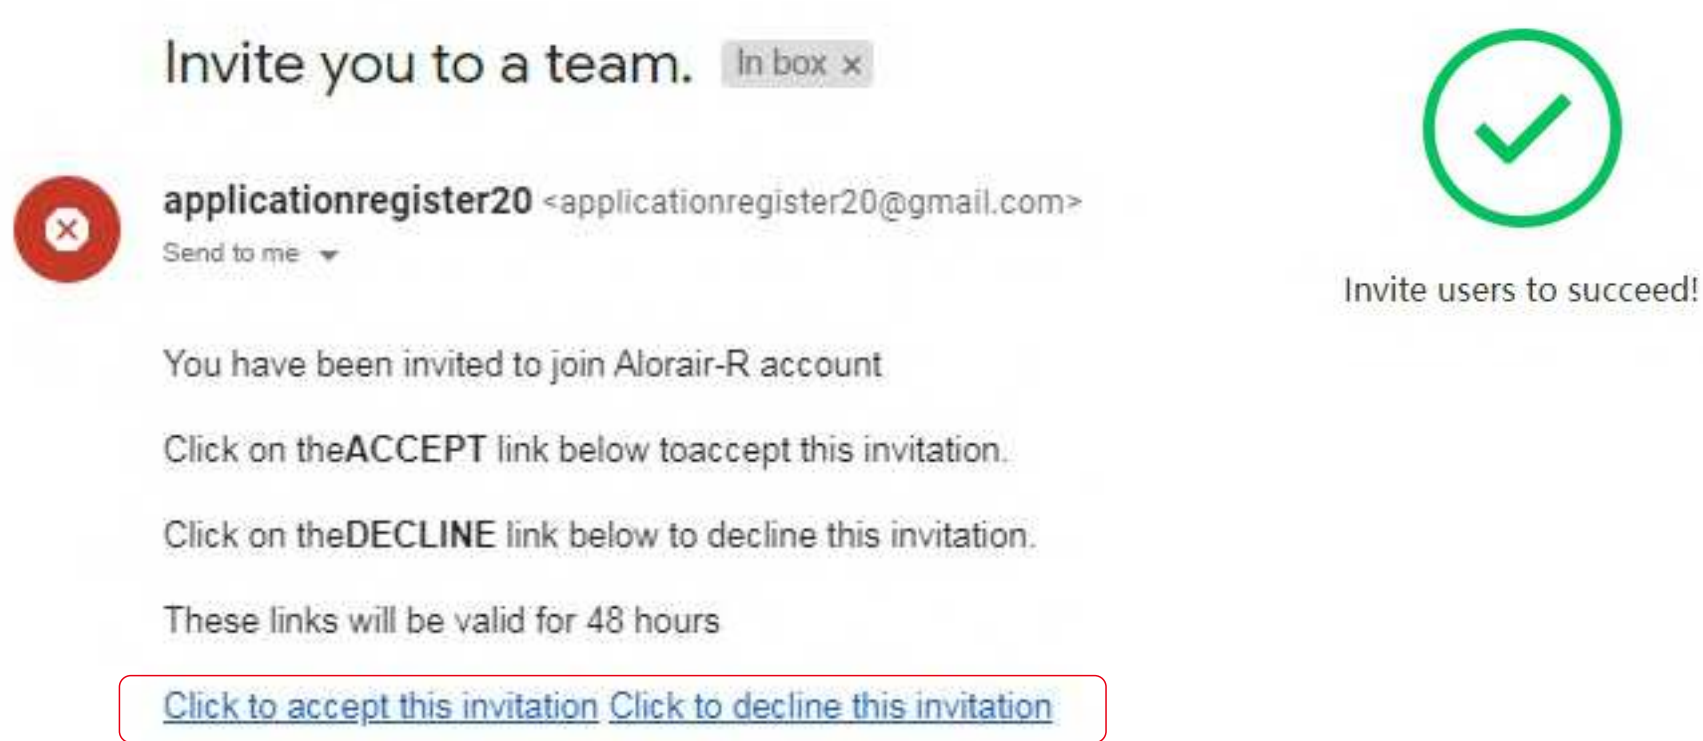 Invite you to a team. In box ×
applicationregister20 <applicationregister20@gmail.com>
Send to me
Invite users to succeed!
You have been invited to join Alorair-R account
Click on theACCEPT link below toaccept this invitation.
Click on theDECLINE link below to decline this invitation.
These links will be valid for 48 hours
Click to accept this invitation Click to decline this invitation